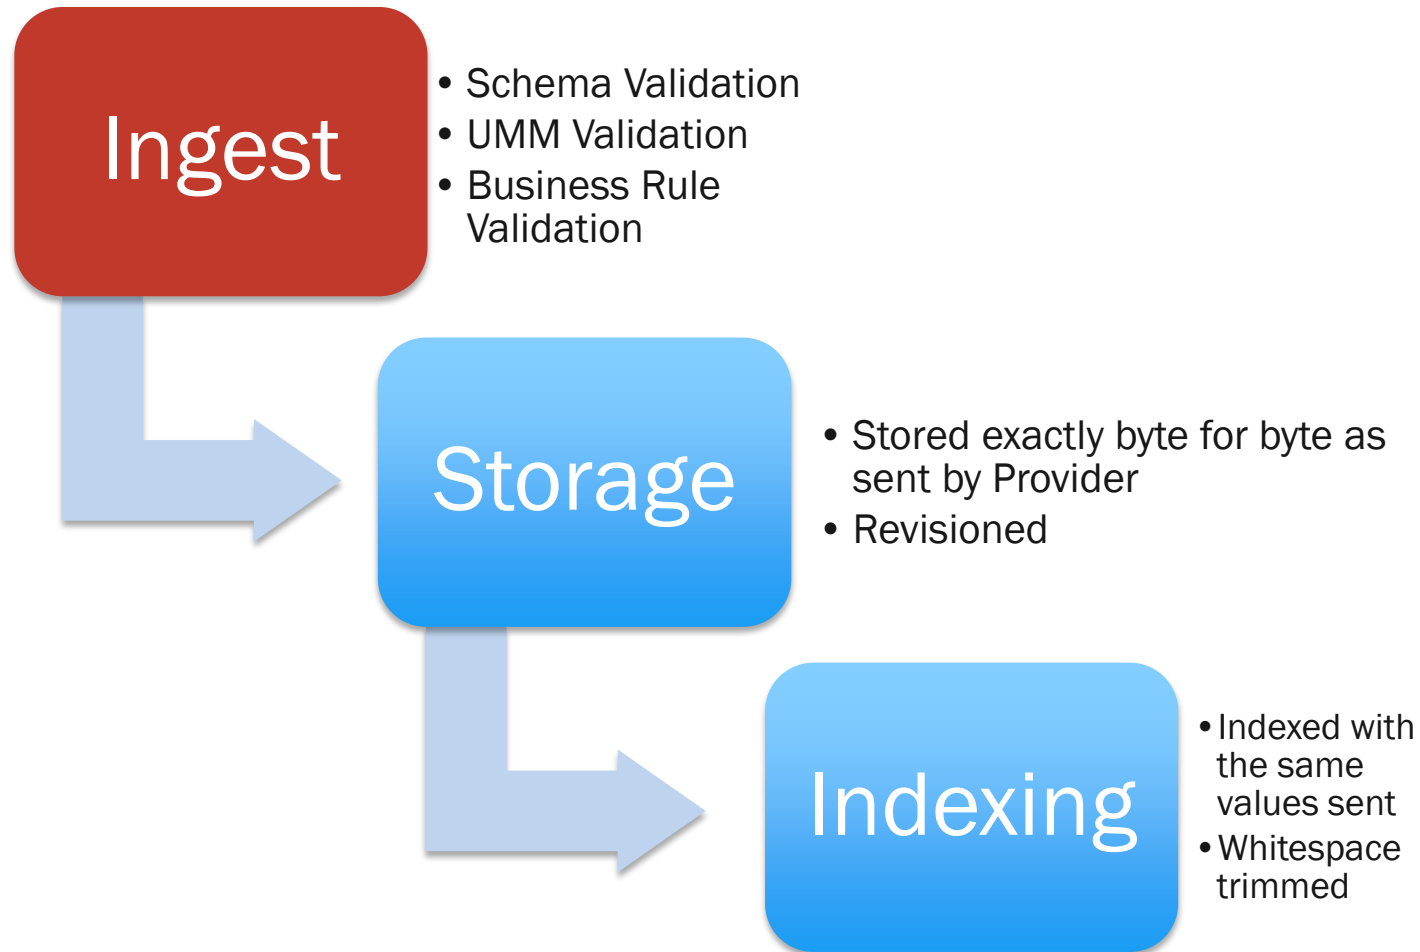 Ingest
• Schema Validation
• UMM Validation
• Business Rule
Validation
Storage
• Stored exactly byte for byte as
sent by Provider
• Revisioned
Indexing
• Indexed with
the same
values sent
• Whitespace
trimmed